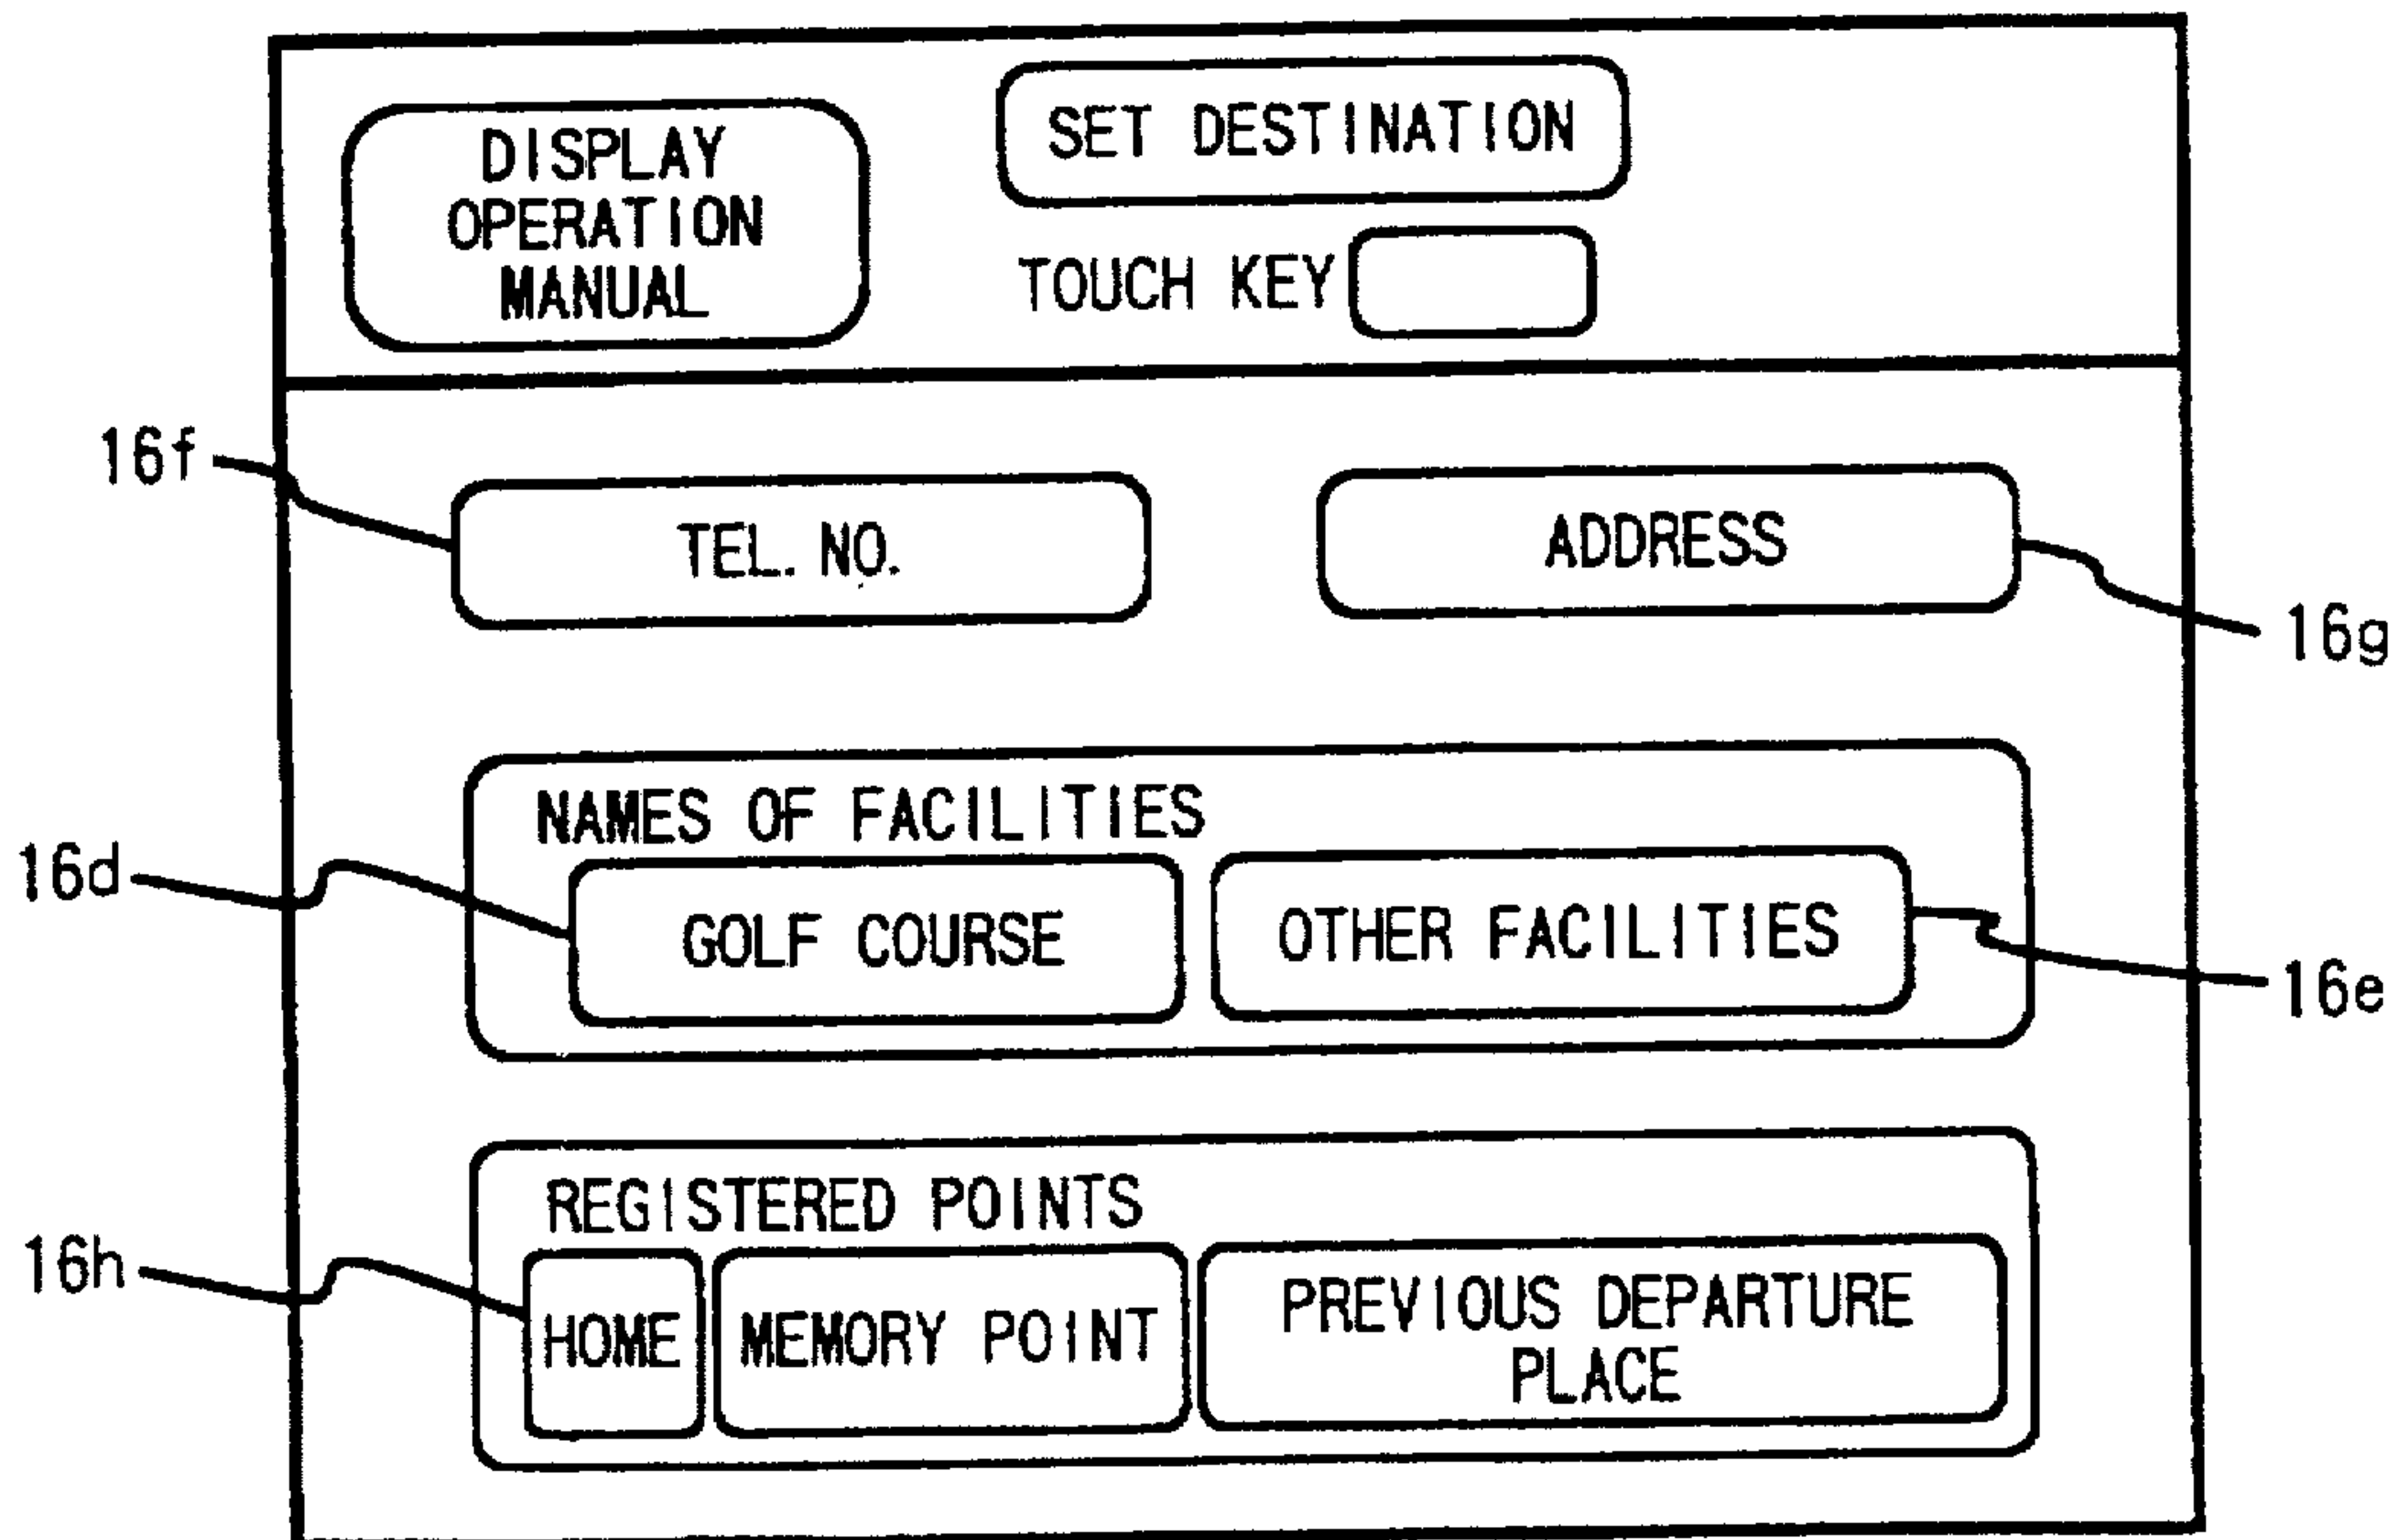 DISPLAY
OPERATION
MANUAL
SET DESTINATION
TOUCH KEY
16f
TEL. NO.
ADDRESS
16g
NAMES OF FACILITIES
16d
GOLF COURSE
OTHER FACILITIES
16e
REGISTERED POINTS
16h
HOME
MEMORY POINT
PREVIOUS DEPARTURE
PLACE